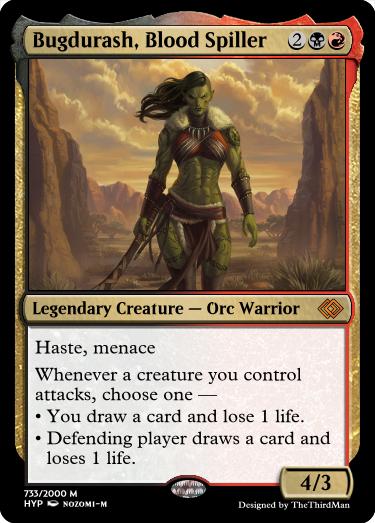 Bugdurash, Blood Spiller 2
Legendary Creature — Orc Warrior
Haste, menace
Whenever a creature you control
attacks, choose one —
• You draw a card and lose 1 life.
• Defending player draws a card and
loses 1 life.
4/3
733/2000 M
HYP NOZOMI-M
Designed by TheThirdMan